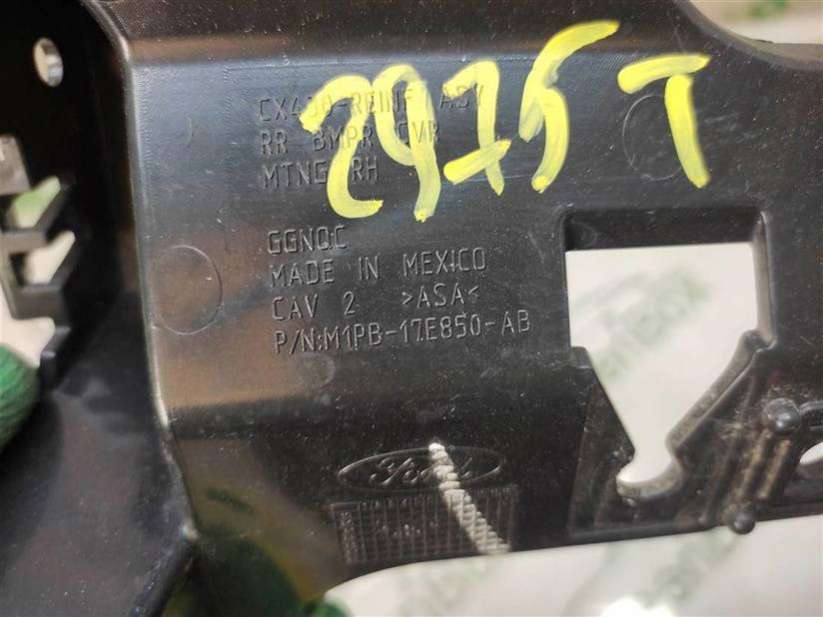 2975 T
CX430-REINF ASY
RR BMPR CVR
MTNG RH
GGNQC
MADE IN MEXICO
CAV 2 >ASA<
P/N:M1PB-17E850-AB
Ford